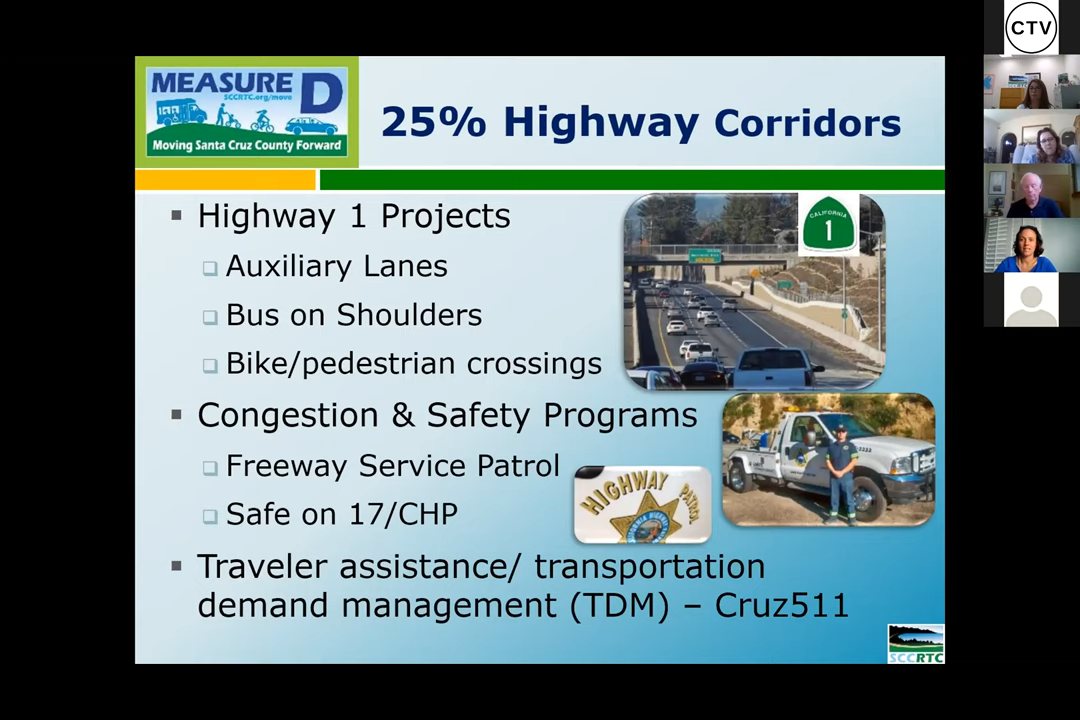 CTV
MEASURE D
SCCRTC.org/move
Moving Santa Cruz County Forward
25% Highway Corridors
Highway 1 Projects
Auxiliary Lanes
Bus on Shoulders
Bike/pedestrian crossings
CALIFORNIA
1
Congestion & Safety Programs
Freeway Service Patrol
Safe on 17/CHP
HIGHWAY PATROL
Traveler assistance/ transportation
demand management (TDM) – Cruz511
SCCRTC